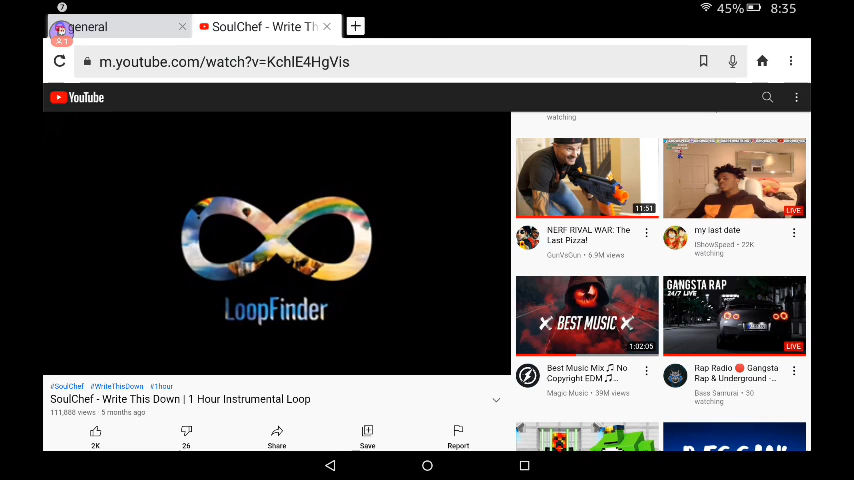 7
45%
8:35
general
SoulChef - Write Th
1
m.youtube.com/watch?v=KchlE4HgVis
YouTube
watching
LoopFinder
11:51
LIVE
NERF RIVAL WAR: The
Last Pizza!
GunVsGun • 6.9M views
my last date
IShowSpeed • 22K
watching
BEST MUSIC
1:02:05
GANGSTA RAP
24/7 LIVE
LIVE
Best Music Mix 🎵 No
Copyright EDM 🎵...
Magic Music • 39M views
Rap Radio 🔴 Gangsta
Rap & Underground -...
Bass Samurai • 30
watching
#SoulChef #WriteThisDown #1hour
SoulChef - Write This Down | 1 Hour Instrumental Loop
111,888 views · 5 months ago
2K
26
Share
Save
Report